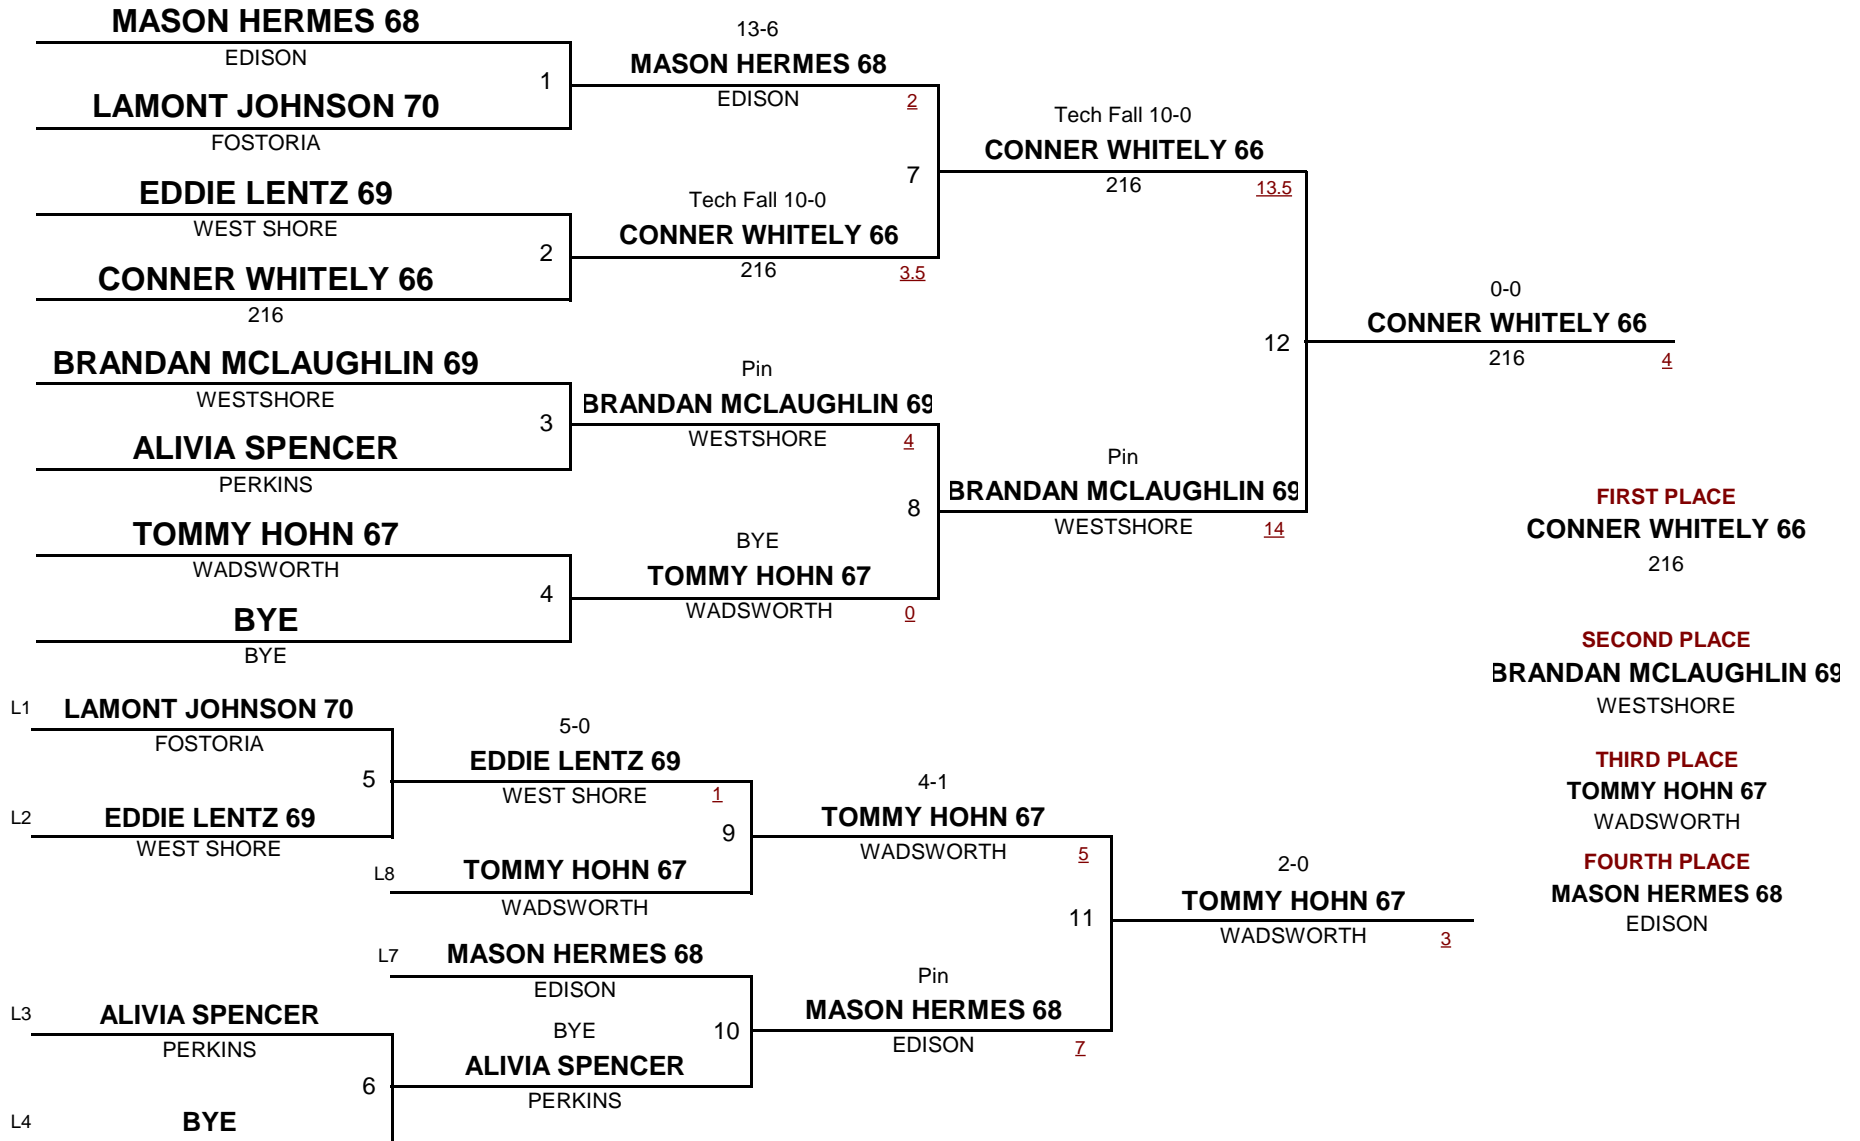 MASON HERMES 68
EDISON
1
LAMONT JOHNSON 70
FOSTORIA
EDDIE LENTZ 69
WEST SHORE
2
CONNER WHITELY 66
216
BRANDAN MCLAUGHLIN 69
WESTSHORE
3
ALIVIA SPENCER
PERKINS
TOMMY HOHN 67
WADSWORTH
4
BYE
BYE
13-6
MASON HERMES 68
EDISON 2
7
Tech Fall 10-0
CONNER WHITELY 66
216 3.5
Pin
BRANDAN MCLAUGHLIN 69
WESTSHORE 4
8
BYE
TOMMY HOHN 67
WADSWORTH 0
Tech Fall 10-0
CONNER WHITELY 66
216 13.5
12
Pin
BRANDAN MCLAUGHLIN 69
WESTSHORE 14
0-0
CONNER WHITELY 66
216 4
FIRST PLACE
CONNER WHITELY 66
216
SECOND PLACE
BRANDAN MCLAUGHLIN 69
WESTSHORE
THIRD PLACE
TOMMY HOHN 67
WADSWORTH
FOURTH PLACE
MASON HERMES 68
EDISON
L1 LAMONT JOHNSON 70
FOSTORIA
5
L2 EDDIE LENTZ 69
WEST SHORE
5-0
EDDIE LENTZ 69
WEST SHORE 1
9
L8 TOMMY HOHN 67
WADSWORTH
L7 MASON HERMES 68
EDISON
10
BYE
ALIVIA SPENCER
PERKINS
L3 ALIVIA SPENCER
PERKINS
6
L4 BYE
4-1
TOMMY HOHN 67
WADSWORTH 5
11
Pin
MASON HERMES 68
EDISON 7
2-0
TOMMY HOHN 67
WADSWORTH 3